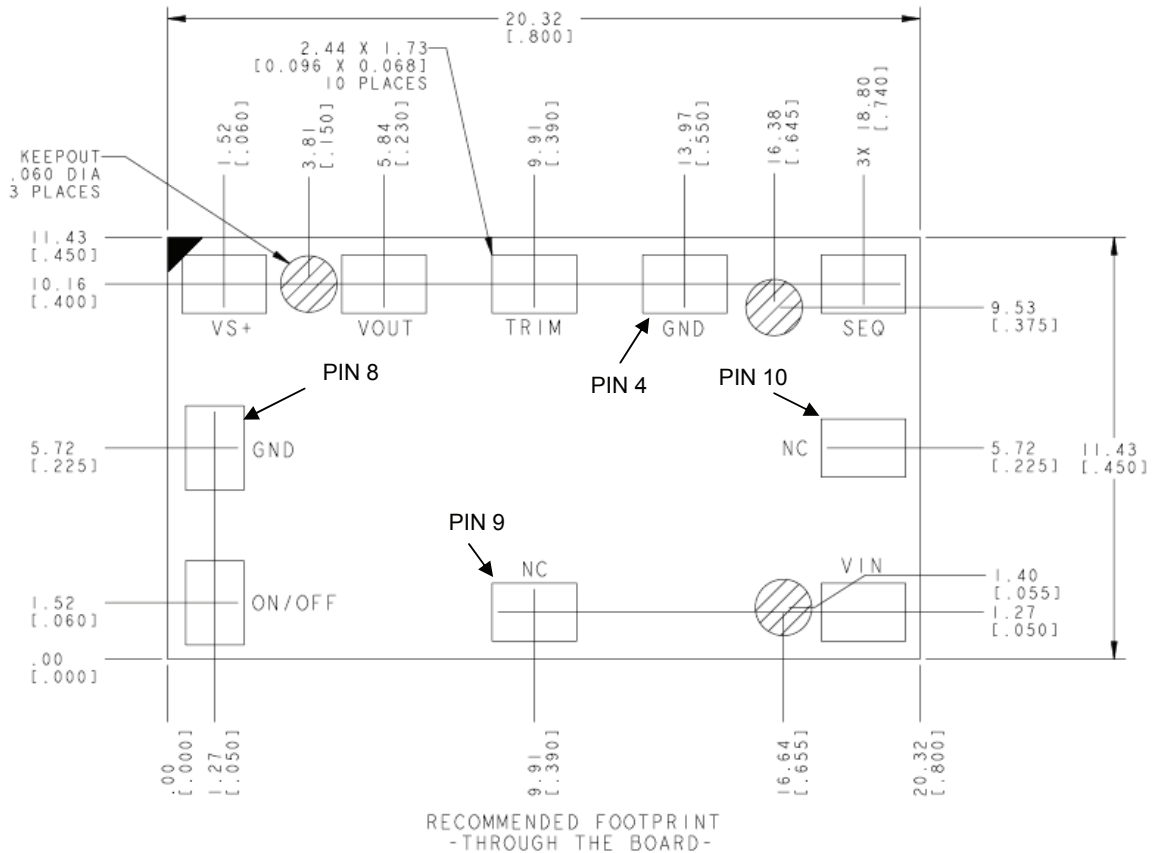 20.32
[.800]
2.44 X 1.73
[0.096 X 0.068]
10 PLACES
1.52
[.060]
3.81
[.150]
5.84
[.230]
9.91
[.390]
13.97
[.550]
16.38
[.645]
3X 18.80
[.740]
KEEPOUT
.060 DIA
3 PLACES
11.43
[.450]
10.16
[.400]
9.53
[.375]
VS+
VOUT
TRIM
GND
SEQ
PIN 8
PIN 4
PIN 10
5.72
[.225]
GND
NC
5.72
[.225]
11.43
[.450]
PIN 9
NC
VIN
1.52
[.060]
ON/OFF
1.40
[.055]
1.27
[.050]
.00
[.000]
.00
[.000]
1.27
[.050]
9.91
[.390]
16.64
[.655]
20.32
[.800]
RECOMMENDED FOOTPRINT
-THROUGH THE BOARD-